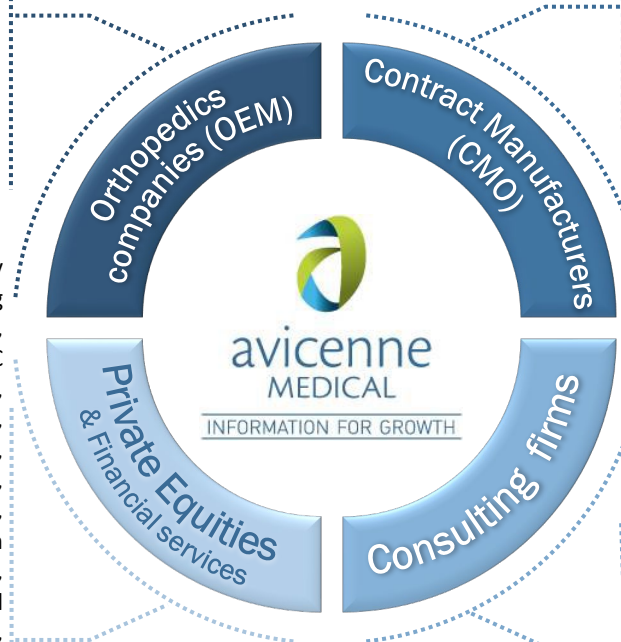 Orthopedics
companies (OEM)
Contract Manufacturers
(CMO)
avicenne
MEDICAL
INFORMATION FOR GROWTH
Private Equities
& Financial services
Consulting firms